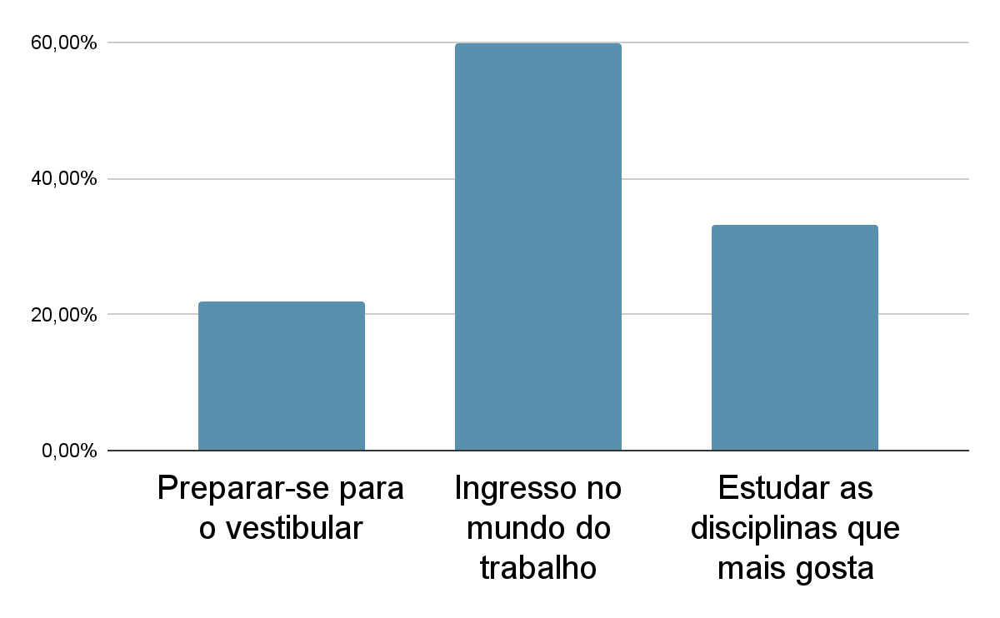 60,00%
40,00%
20,00%
0,00%
Preparar-se para
o vestibular
Ingresso no
mundo do
trabalho
Estudar as
disciplinas que
mais gosta